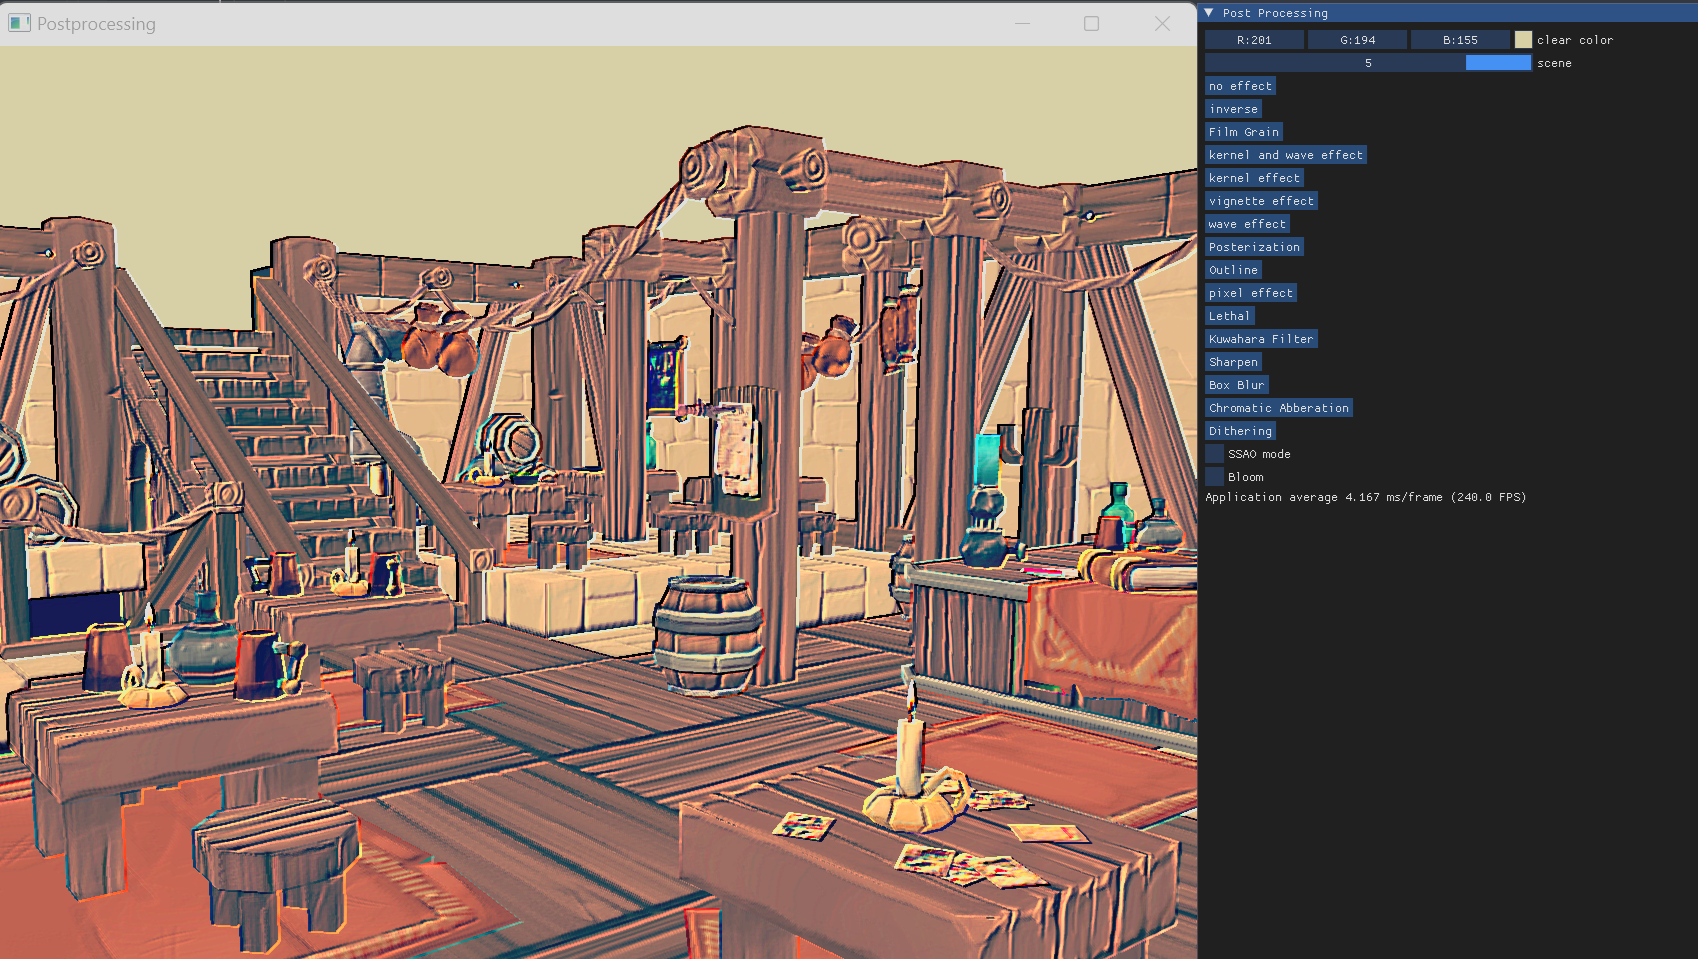 Postprocessing
Post Processing
R:201 G:194 B:155 clear color
5 scene
no effect
inverse
Film Grain
kernel and wave effect
kernel effect
vignette effect
wave effect
Posterization
Outline
pixel effect
Lethal
Kuwahara Filter
Sharpen
Box Blur
Chromatic Abberation
Dithering
SSAO mode
Bloom
Application average 4.167 ms/frame (240.0 FPS)